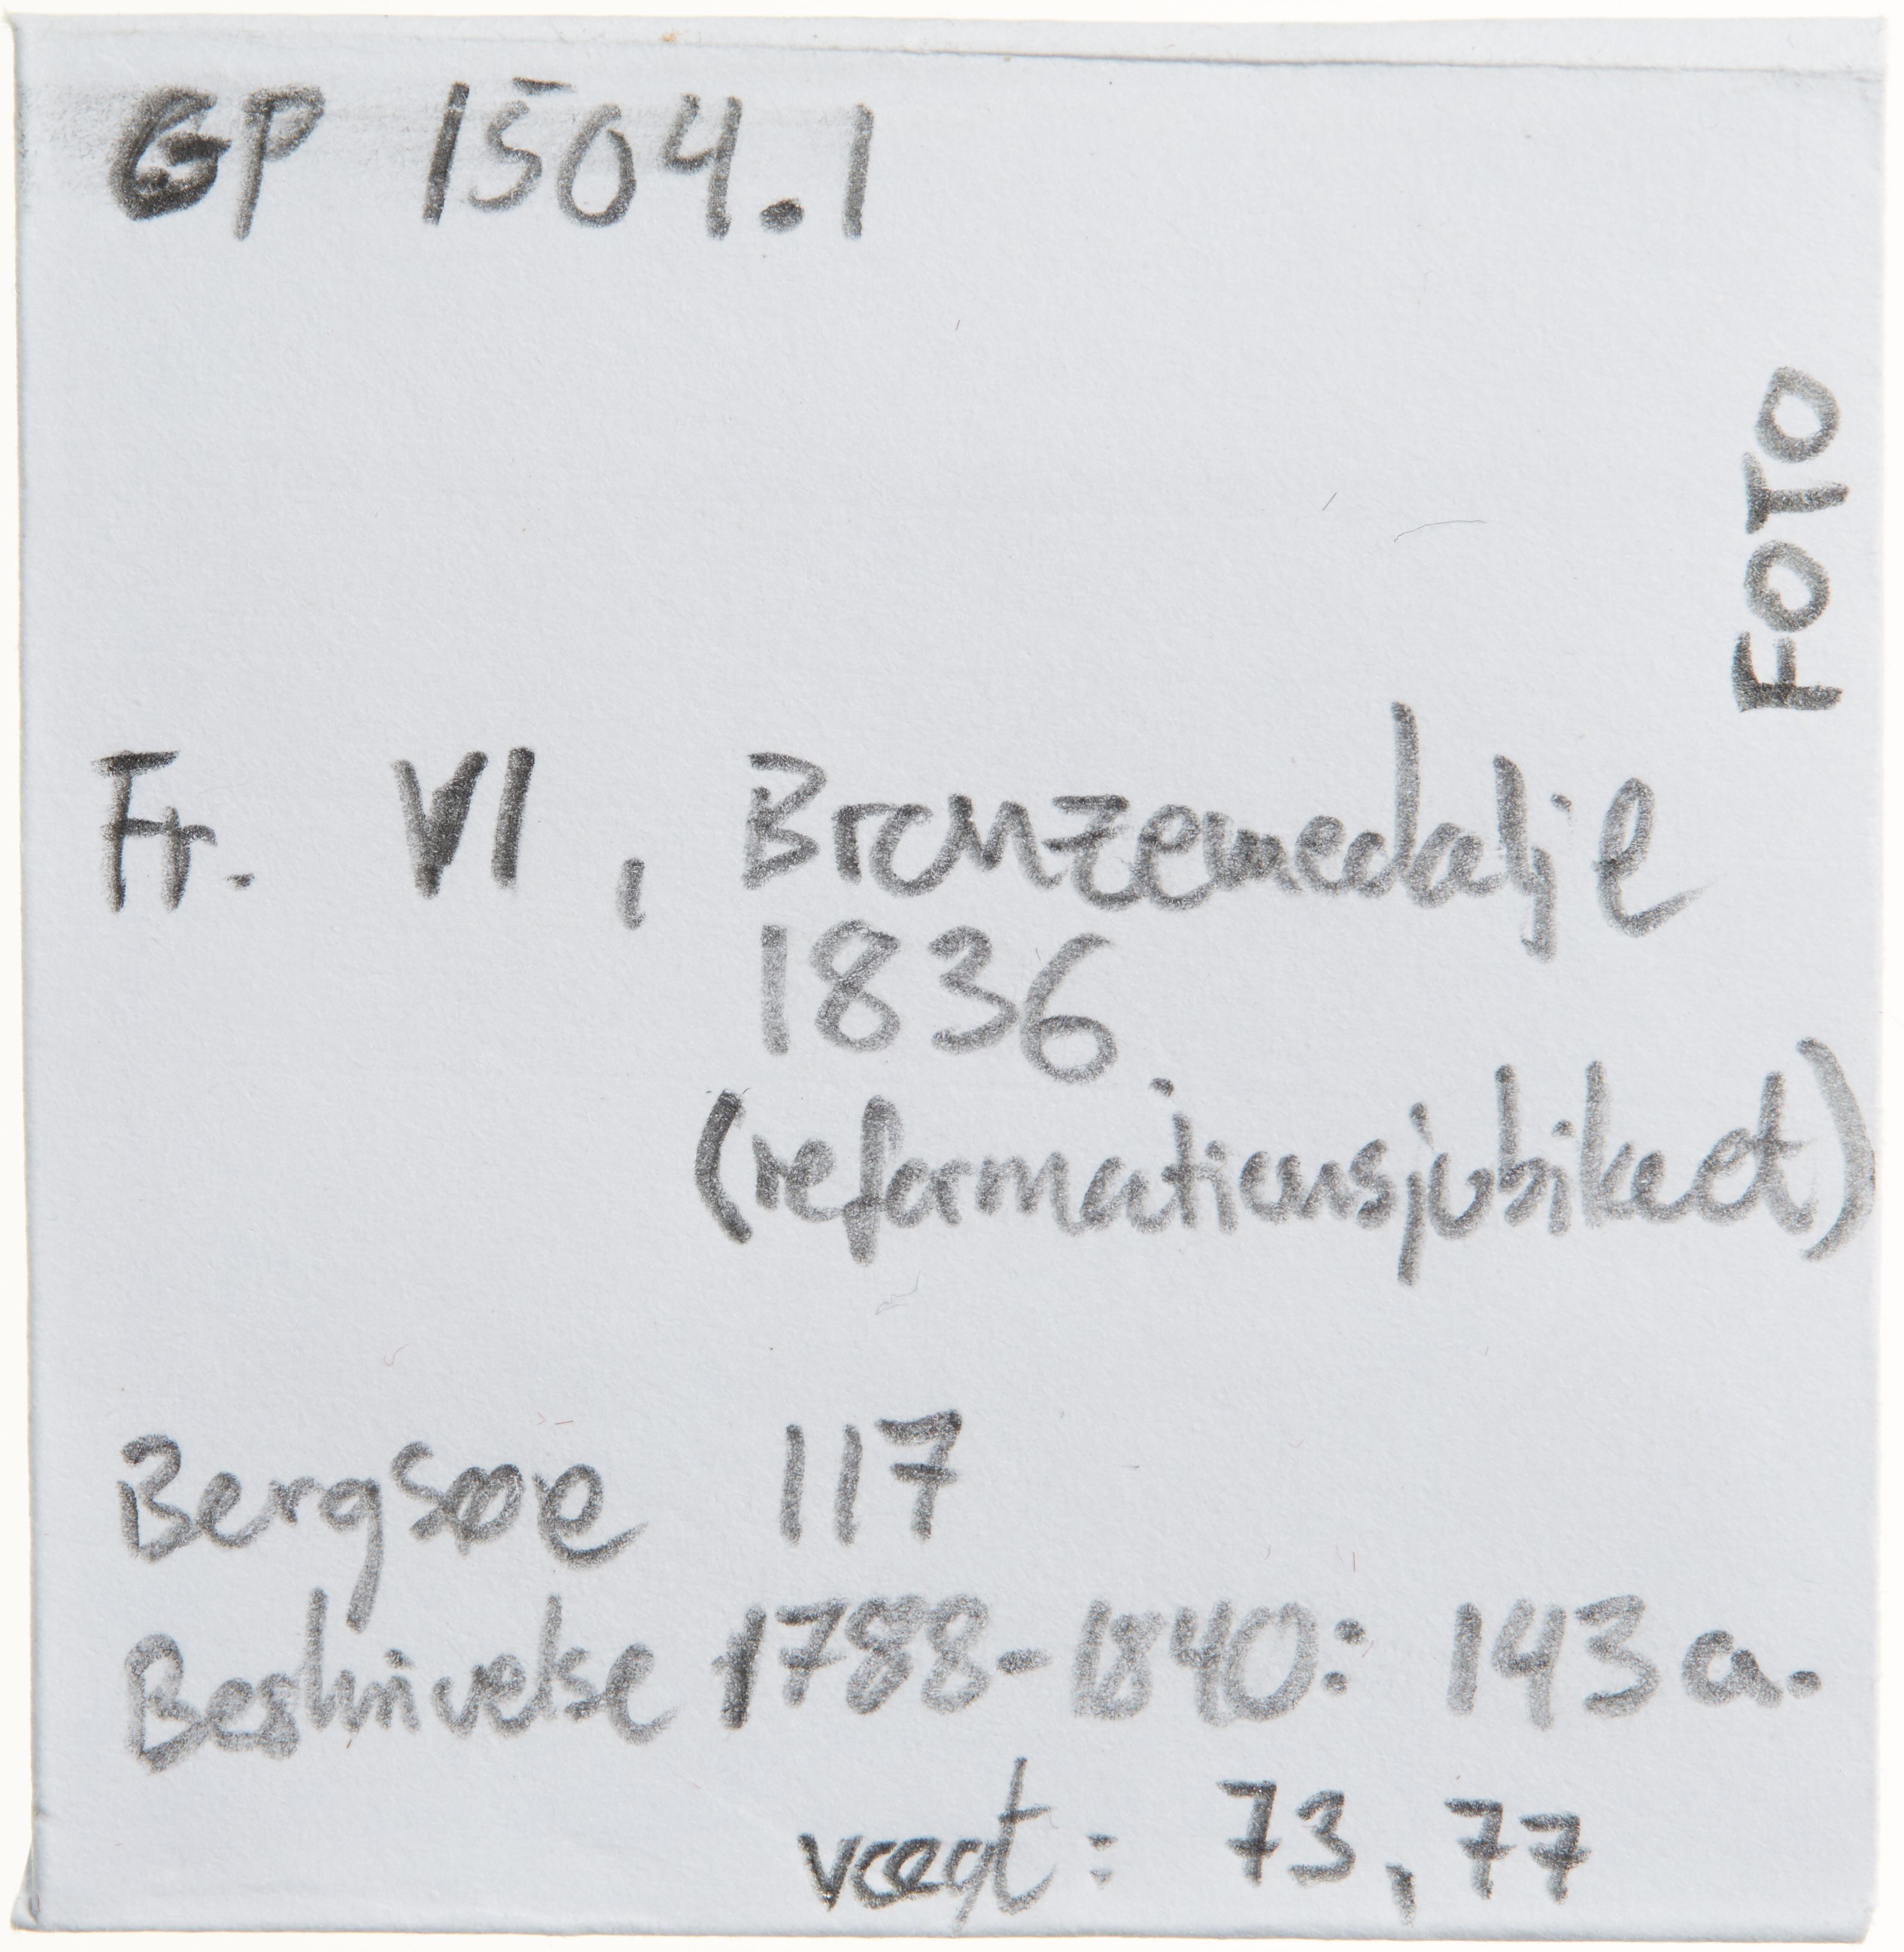 GP 1504.1
FOTO
Fr. VI, Bronzemedalje
1836
(reformationsjubilæet)
Bergsøe 117
Beskrivelse 1788-1840: 143a.
vægt: 73,77